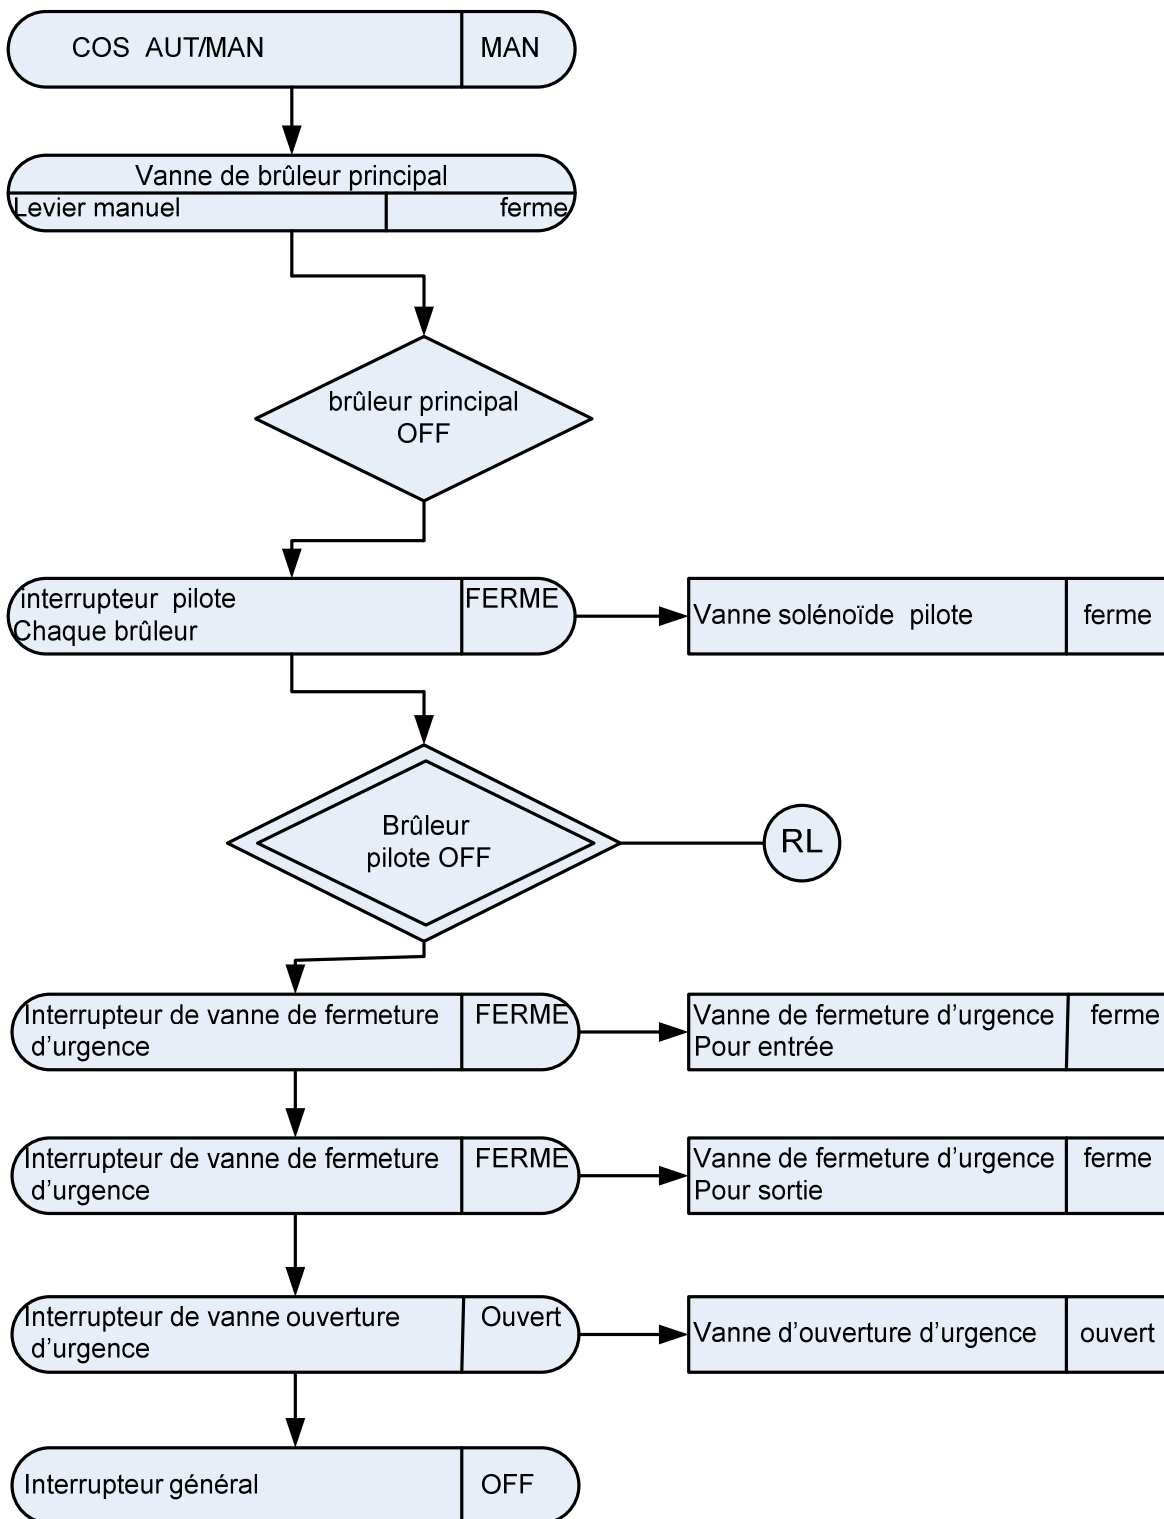 COS AUT/MAN MAN
Vanne de brûleur principal
Levier manuel ferme
brûleur principal
OFF
interrupteur pilote FERME
Chaque brûleur
Vanne solénoïde pilote ferme
Brûleur
pilote OFF
RL
Interrupteur de vanne de fermeture FERME
d'urgence
Vanne de fermeture d'urgence ferme
Pour entrée
Interrupteur de vanne de fermeture FERME
d'urgence
Vanne de fermeture d'urgence ferme
Pour sortie
Interrupteur de vanne ouverture Ouvert
d'urgence
Vanne d'ouverture d'urgence ouvert
Interrupteur général OFF